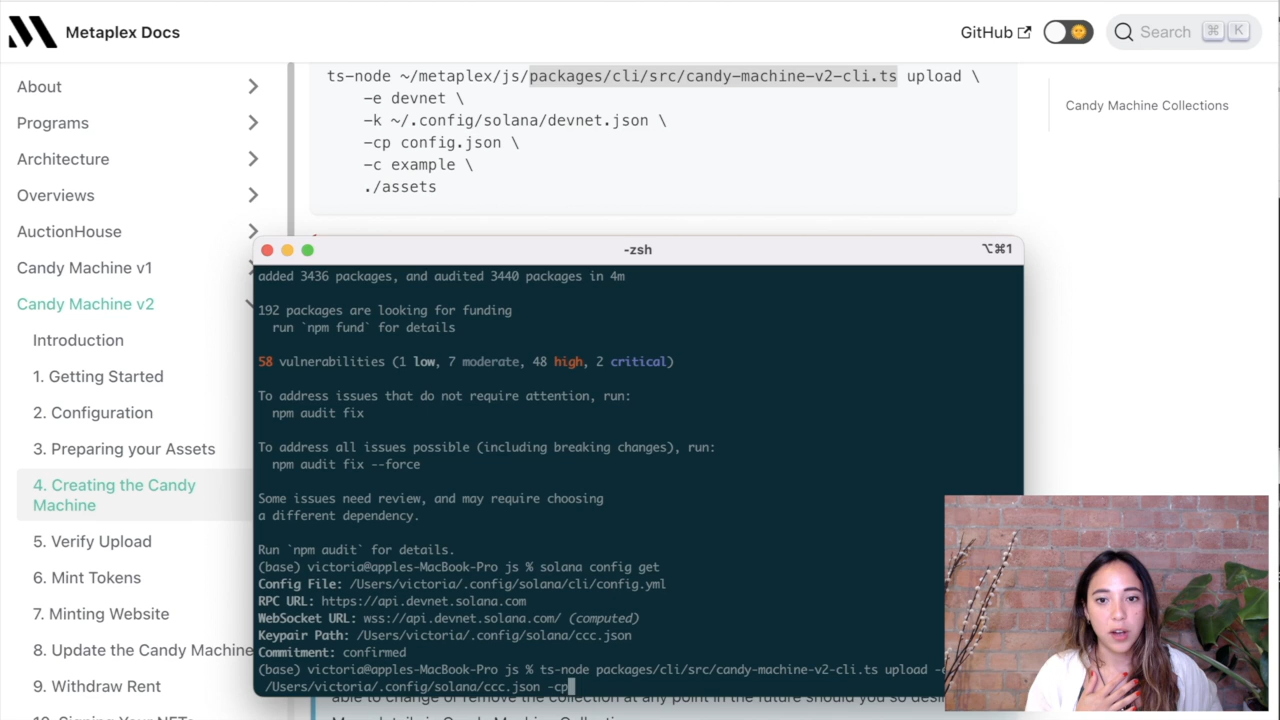 Metaplex Docs
GitHub
Search ⌘ K
About
Programs
Architecture
Overviews
AuctionHouse
Candy Machine v1
Candy Machine v2
Introduction
1. Getting Started
2. Configuration
3. Preparing your Assets
4. Creating the Candy
Machine
5. Verify Upload
6. Mint Tokens
7. Minting Website
8. Update the Candy Machine
9. Withdraw Rent
ts-node ~/metaplex/js/packages/cli/src/candy-machine-v2-cli.ts upload \
-e devnet \
-k ~/.config/solana/devnet.json \
-cp config.json \
-c example \
./assets
Candy Machine Collections
-zsh
⌥⌘1
added 3436 packages, and audited 3440 packages in 4m
192 packages are looking for funding
run `npm fund` for details
58 vulnerabilities (1 low, 7 moderate, 48 high, 2 critical)
To address issues that do not require attention, run:
npm audit fix
To address all issues possible (including breaking changes), run:
npm audit fix --force
Some issues need review, and may require choosing
a different dependency.
Run `npm audit` for details.
(base) victoria@apples-MacBook-Pro js % solana config get
Config File: /Users/victoria/.config/solana/cli/config.yml
RPC URL: https://api.devnet.solana.com
WebSocket URL: wss://api.devnet.solana.com/ (computed)
Keypair Path: /Users/victoria/.config/solana/ccc.json
Commitment: confirmed
(base) victoria@apples-MacBook-Pro js % ts-node packages/cli/src/candy-machine-v2-cli.ts upload
/Users/victoria/.config/solana/ccc.json -cp